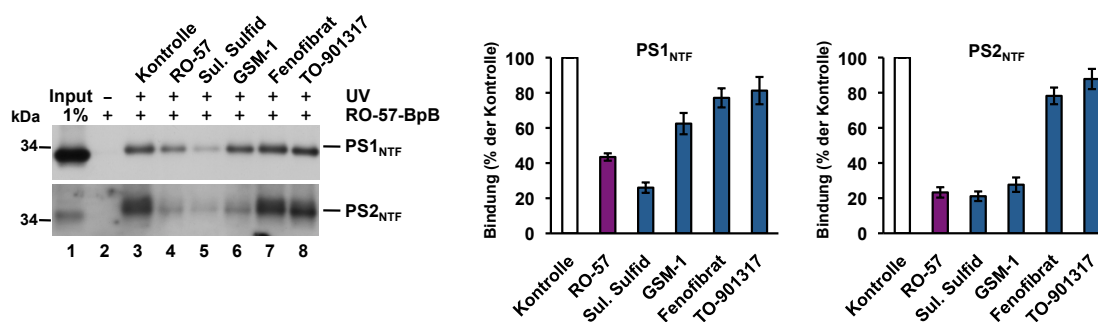 Kontrolle
RO-57
Sul. Sulfid
GSM-1
Fenofibrat
TO-901317
Input – + + + + + + UV
kDa 1% + + + + + + + RO-57-BpB
34 PS1NTF
34 PS2NTF
1 2 3 4 5 6 7 8
PS1NTF
Bindung (% der Kontrolle)
100
80
60
40
20
0
Kontrolle
RO-57
Sul. Sulfid
GSM-1
Fenofibrat
TO-901317
PS2NTF
Bindung (% der Kontrolle)
100
80
60
40
20
0
Kontrolle
RO-57
Sul. Sulfid
GSM-1
Fenofibrat
TO-901317